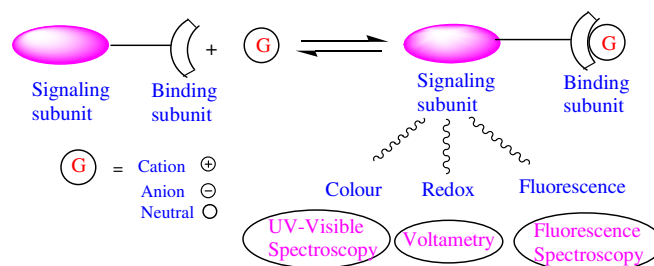 +
G
G
Signaling
subunit
Binding
subunit
Signaling
subunit
Binding
subunit
G
=
Cation +
Anion −
Neutral
Colour
Redox
Fluorescence
UV-Visible
Spectroscopy
Voltametry
Fluorescence
Spectroscopy